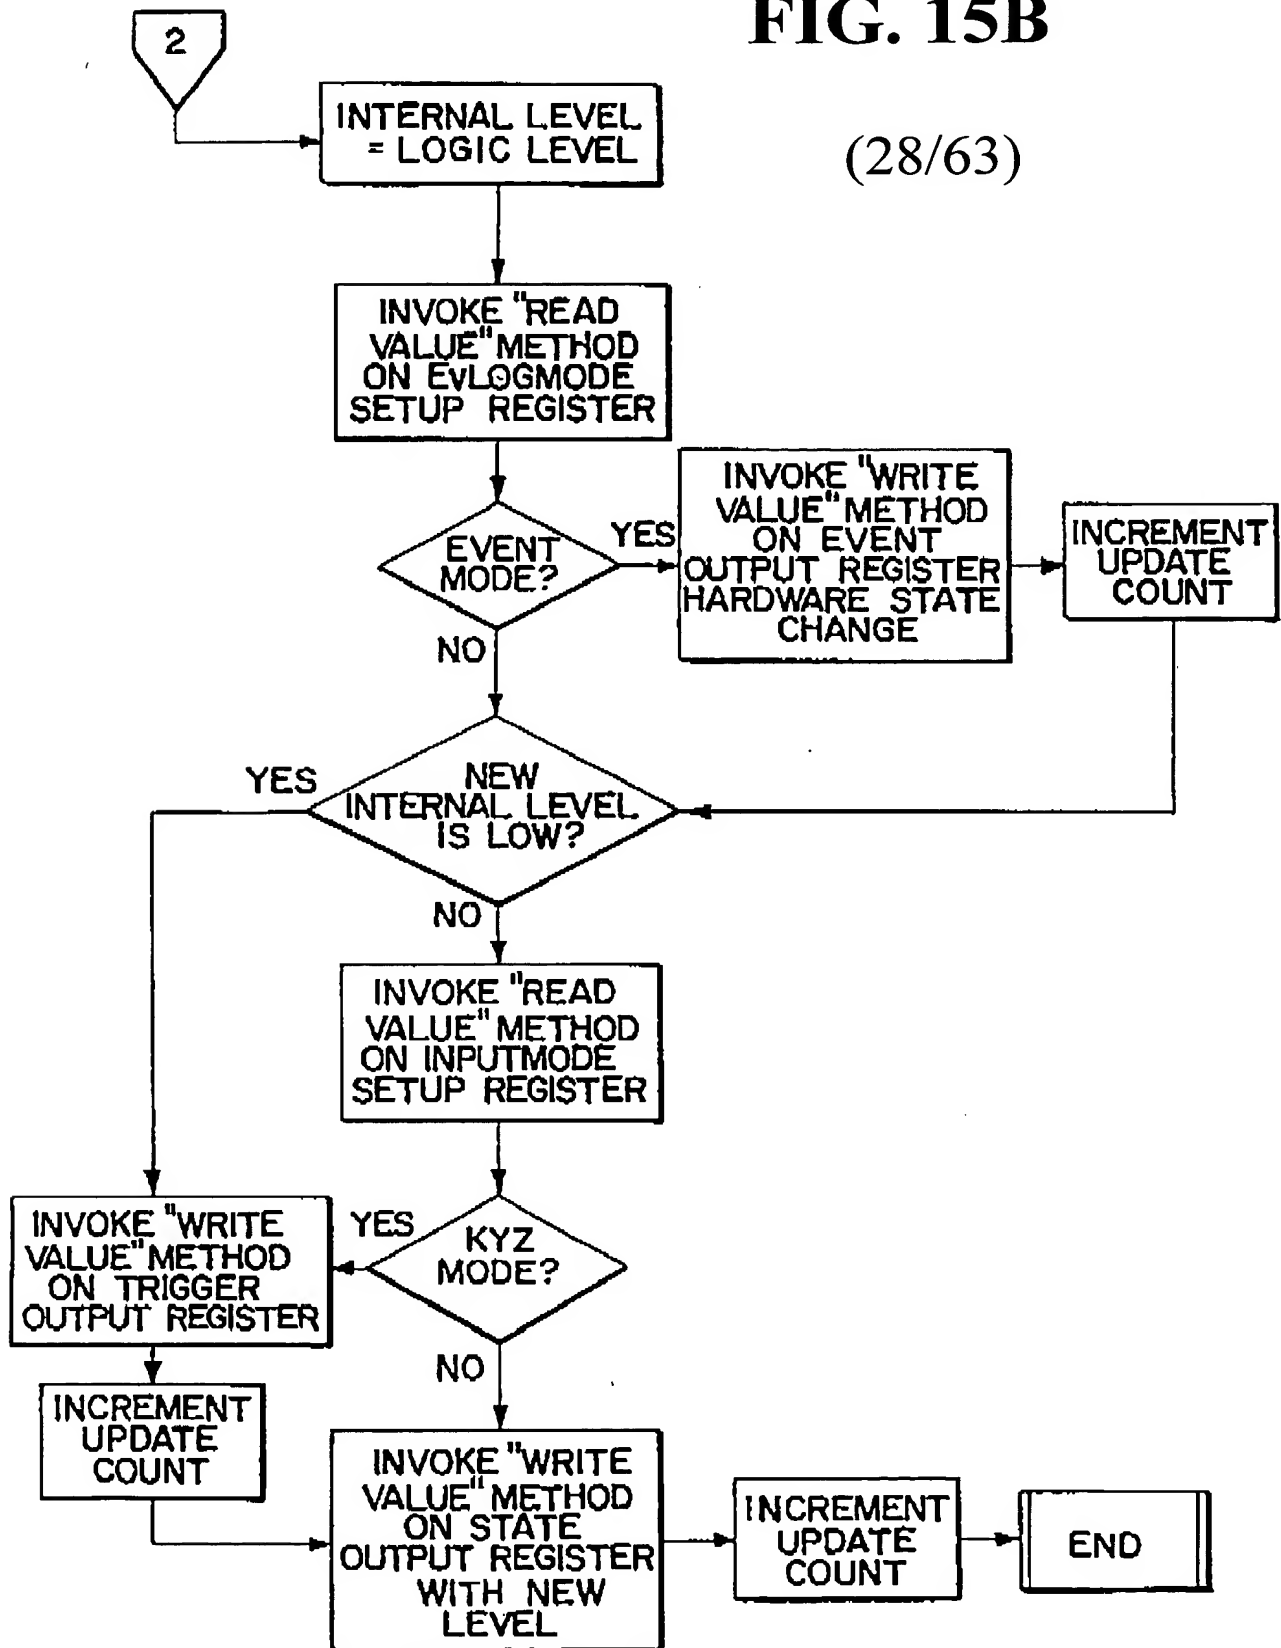 FIG. 15B
(28/63)
2
INTERNAL LEVEL
= LOGIC LEVEL
INVOKE "READ
VALUE" METHOD
ON EVLOGMODE
SETUP REGISTER
EVENT
MODE?
YES
INVOKE "WRITE
VALUE" METHOD
ON EVENT
OUTPUT REGISTER
HARDWARE STATE
CHANGE
INCREMENT
UPDATE
COUNT
NO
NEW
INTERNAL LEVEL
IS LOW?
YES
NO
INVOKE "READ
VALUE" METHOD
ON INPUTMODE
SETUP REGISTER
KYZ
MODE?
YES
INVOKE "WRITE
VALUE" METHOD
ON TRIGGER
OUTPUT REGISTER
INCREMENT
UPDATE
COUNT
NO
INVOKE "WRITE
VALUE" METHOD
ON STATE
OUTPUT REGISTER
WITH NEW
LEVEL
INCREMENT
UPDATE
COUNT
END